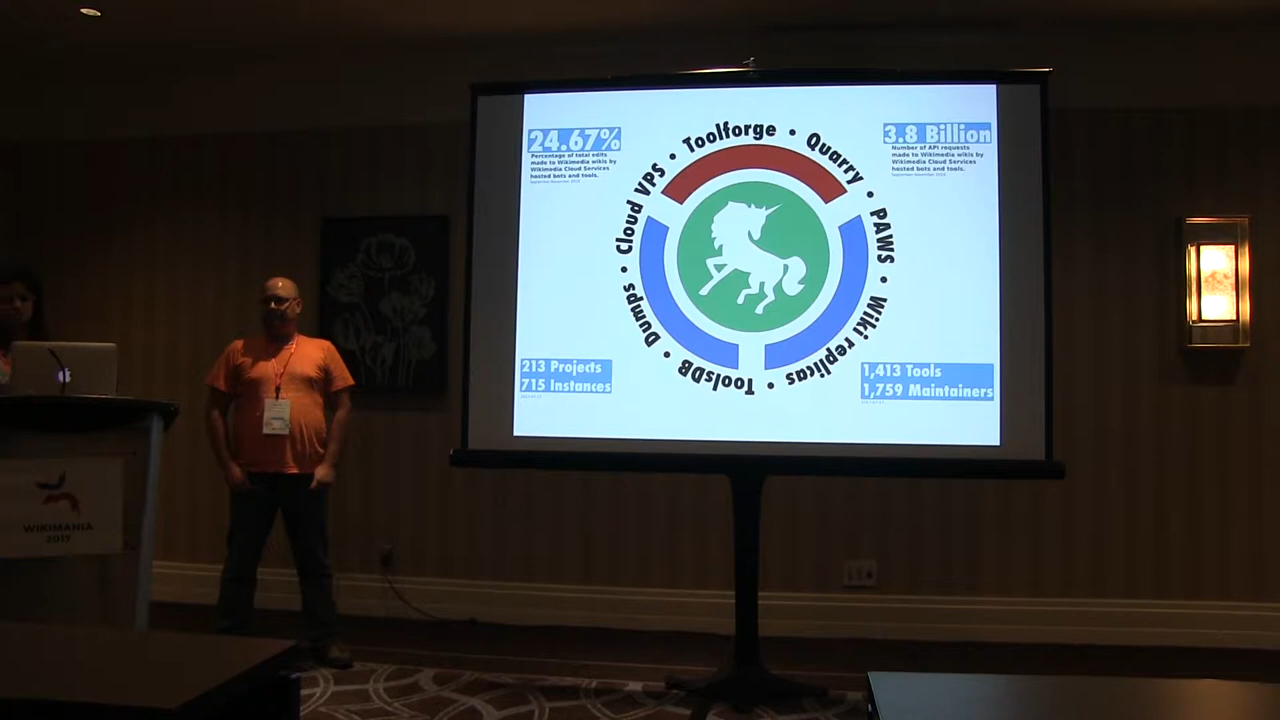 24.67%
Percentage of total edits
made to Wikimedia wikis by
Wikimedia Cloud Services
hosted bots and tools.
3.8 Billion
Number of API requests
made to Wikimedia wikis by
Wikimedia Cloud Services
hosted bots and tools.
Cloud VPS • Toolforge • Quarry • PAWS • Wiki replicas • ToolsDB • Dumps •
213 Projects
715 Instances
1,413 Tools
1,759 Maintainers
WIKIMANIA
2017